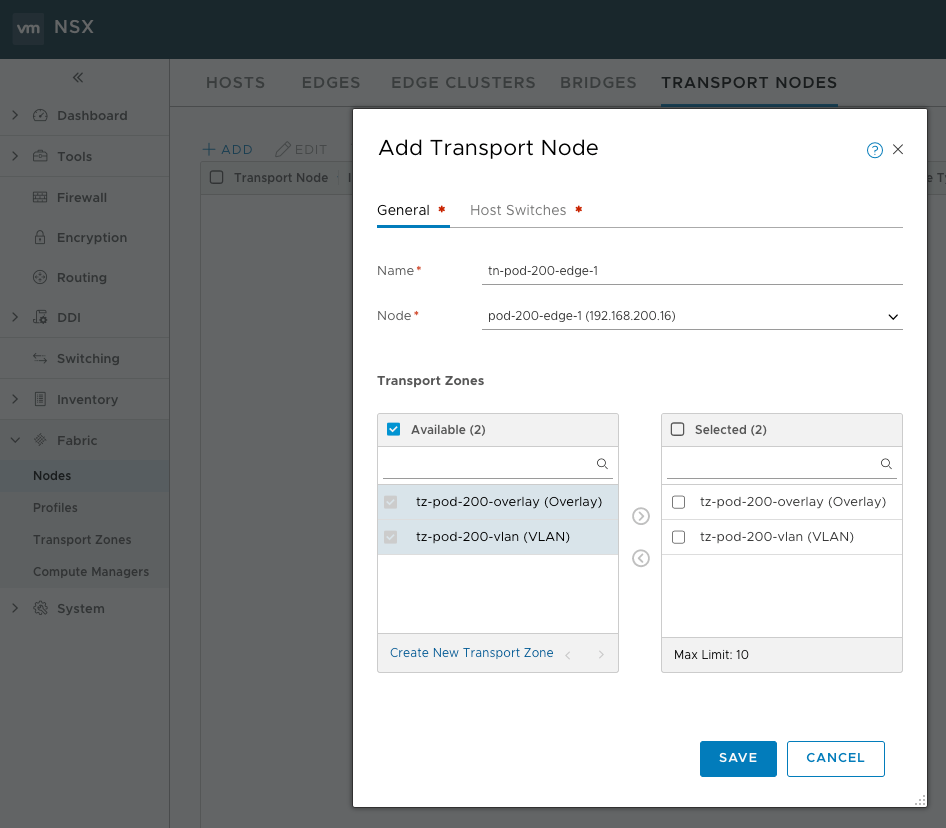 vm NSX
HOSTS EDGES EDGE CLUSTERS BRIDGES TRANSPORT NODES
Dashboard
Tools
Firewall
Encryption
Routing
DDI
Switching
Inventory
Fabric
Nodes
Profiles
Transport Zones
Compute Managers
System
+ ADD EDIT
Transport Node
Add Transport Node
General * Host Switches *
Name* tn-pod-200-edge-1
Node* pod-200-edge-1 (192.168.200.16)
Transport Zones
Available (2)
tz-pod-200-overlay (Overlay)
tz-pod-200-vlan (VLAN)
Create New Transport Zone
Selected (2)
tz-pod-200-overlay (Overlay)
tz-pod-200-vlan (VLAN)
Max Limit: 10
SAVE CANCEL